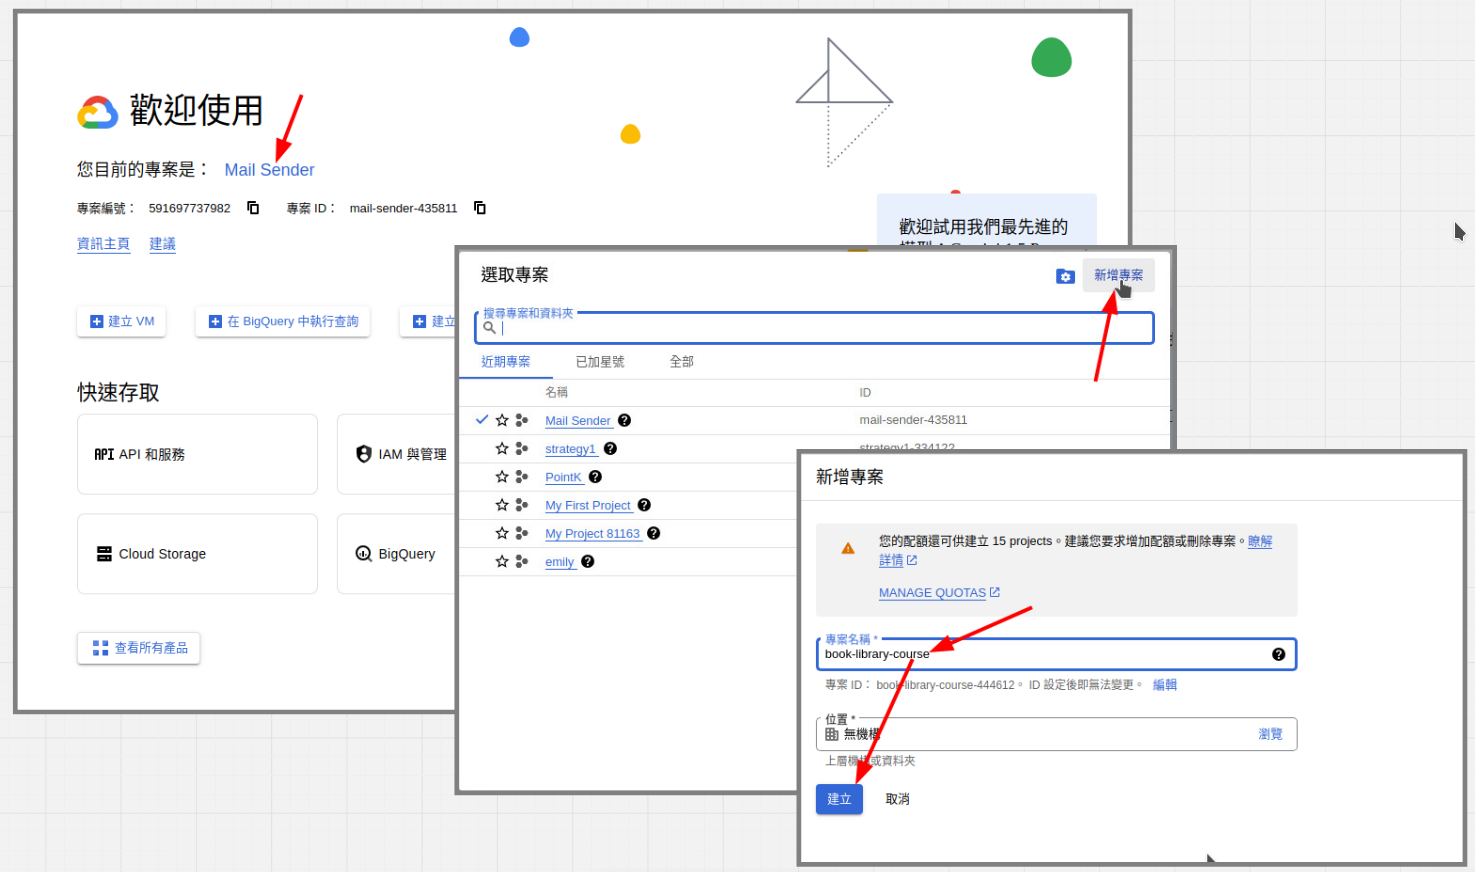 歡迎使用
您目前的專案是： Mail Sender
專案編號： 591697737982 專案 ID： mail-sender-435811
資訊主頁 建議
歡迎試用我們最先進的
建立 VM 在 BigQuery 中執行查詢 建立
快速存取
API API 和服務 IAM 與管理
Cloud Storage BigQuery
查看所有產品
選取專案 新增專案
搜尋專案和資料夾
近期專案 已加星號 全部
名稱 ID
Mail Sender mail-sender-435811
strategy1 strategy1-334122
PointK
My First Project
My Project 81163
emily
新增專案
您的配額還可供建立 15 projects。建議您要求增加配額或刪除專案。瞭解
詳情
MANAGE QUOTAS
專案名稱 *
book-library-course
專案 ID： book-library-course-444612。 ID 設定後即無法變更。 編輯
位置 *
無機構 瀏覽
上層機構或資料夾
建立 取消